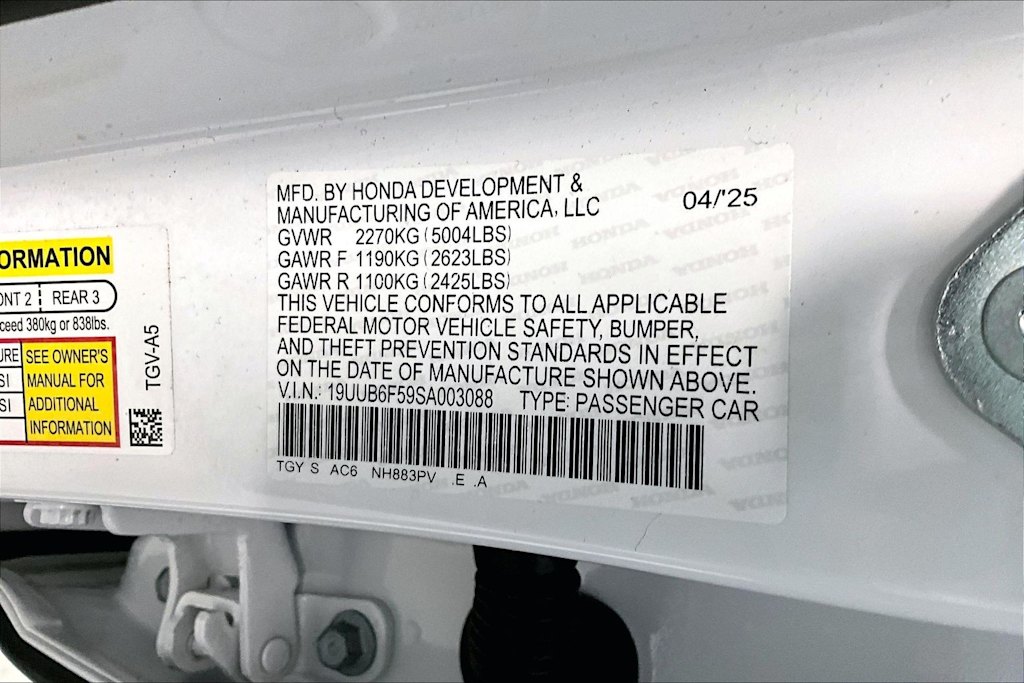 ORMATION
ONT 2 REAR 3
ceed 380kg or 838lbs.
URE
SI
SI
SEE OWNER'S
MANUAL FOR
ADDITIONAL
INFORMATION
TGV-A5
MFD. BY HONDA DEVELOPMENT &
MANUFACTURING OF AMERICA, LLC
04/'25
GVWR 2270KG (5004LBS)
GAWR F 1190KG (2623LBS)
GAWR R 1100KG (2425LBS)
THIS VEHICLE CONFORMS TO ALL APPLICABLE
FEDERAL MOTOR VEHICLE SAFETY, BUMPER,
AND THEFT PREVENTION STANDARDS IN EFFECT
ON THE DATE OF MANUFACTURE SHOWN ABOVE.
V.I.N.: 19UUB6F59SA003088 TYPE: PASSENGER CAR
TGY S AC6 NH883PV .E .A